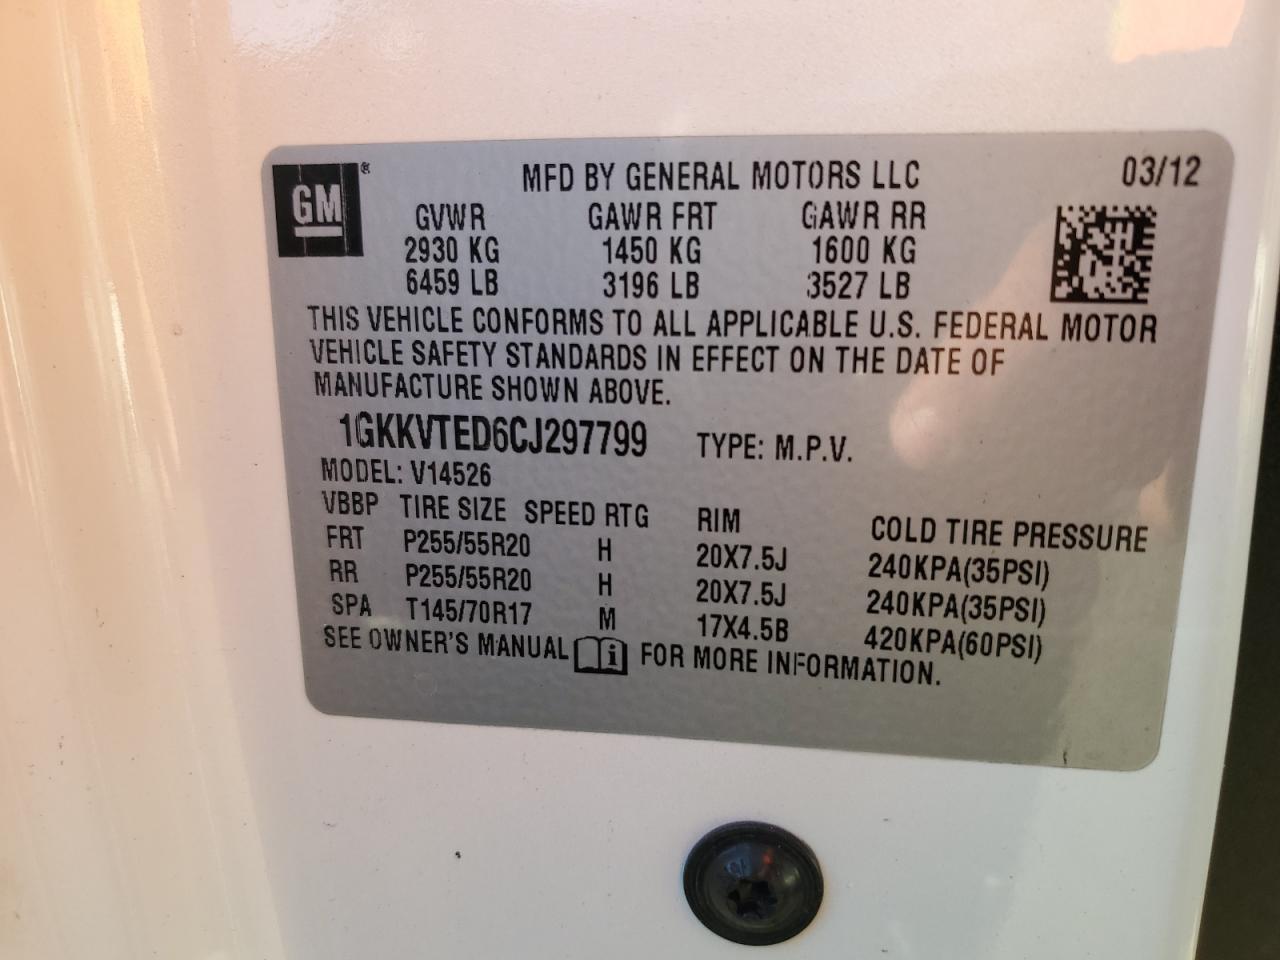 GM ® MFD BY GENERAL MOTORS LLC 03/12
GVWR GAWR FRT GAWR RR
2930 KG 1450 KG 1600 KG
6459 LB 3196 LB 3527 LB
THIS VEHICLE CONFORMS TO ALL APPLICABLE U.S. FEDERAL MOTOR
VEHICLE SAFETY STANDARDS IN EFFECT ON THE DATE OF
MANUFACTURE SHOWN ABOVE.
1GKKVTED6CJ297799 TYPE: M.P.V.
MODEL: V14526
VBBP TIRE SIZE SPEED RTG RIM COLD TIRE PRESSURE
FRT P255/55R20 H 20X7.5J 240KPA(35PSI)
RR P255/55R20 H 20X7.5J 240KPA(35PSI)
SPA T145/70R17 M 17X4.5B 420KPA(60PSI)
SEE OWNER'S MANUAL i FOR MORE INFORMATION.